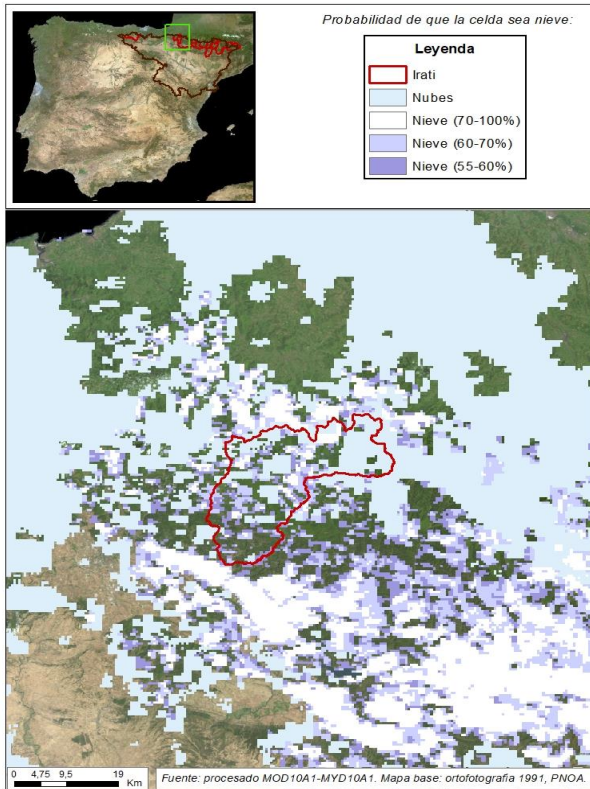 Probabilidad de que la celda sea nieve:
Leyenda
Irati
Nubes
Nieve (70-100%)
Nieve (60-70%)
Nieve (55-60%)
0 4,75 9,5 19
Km
Fuente: procesado MOD10A1-MYD10A1. Mapa base: ortofotografia 1991, PNOA.